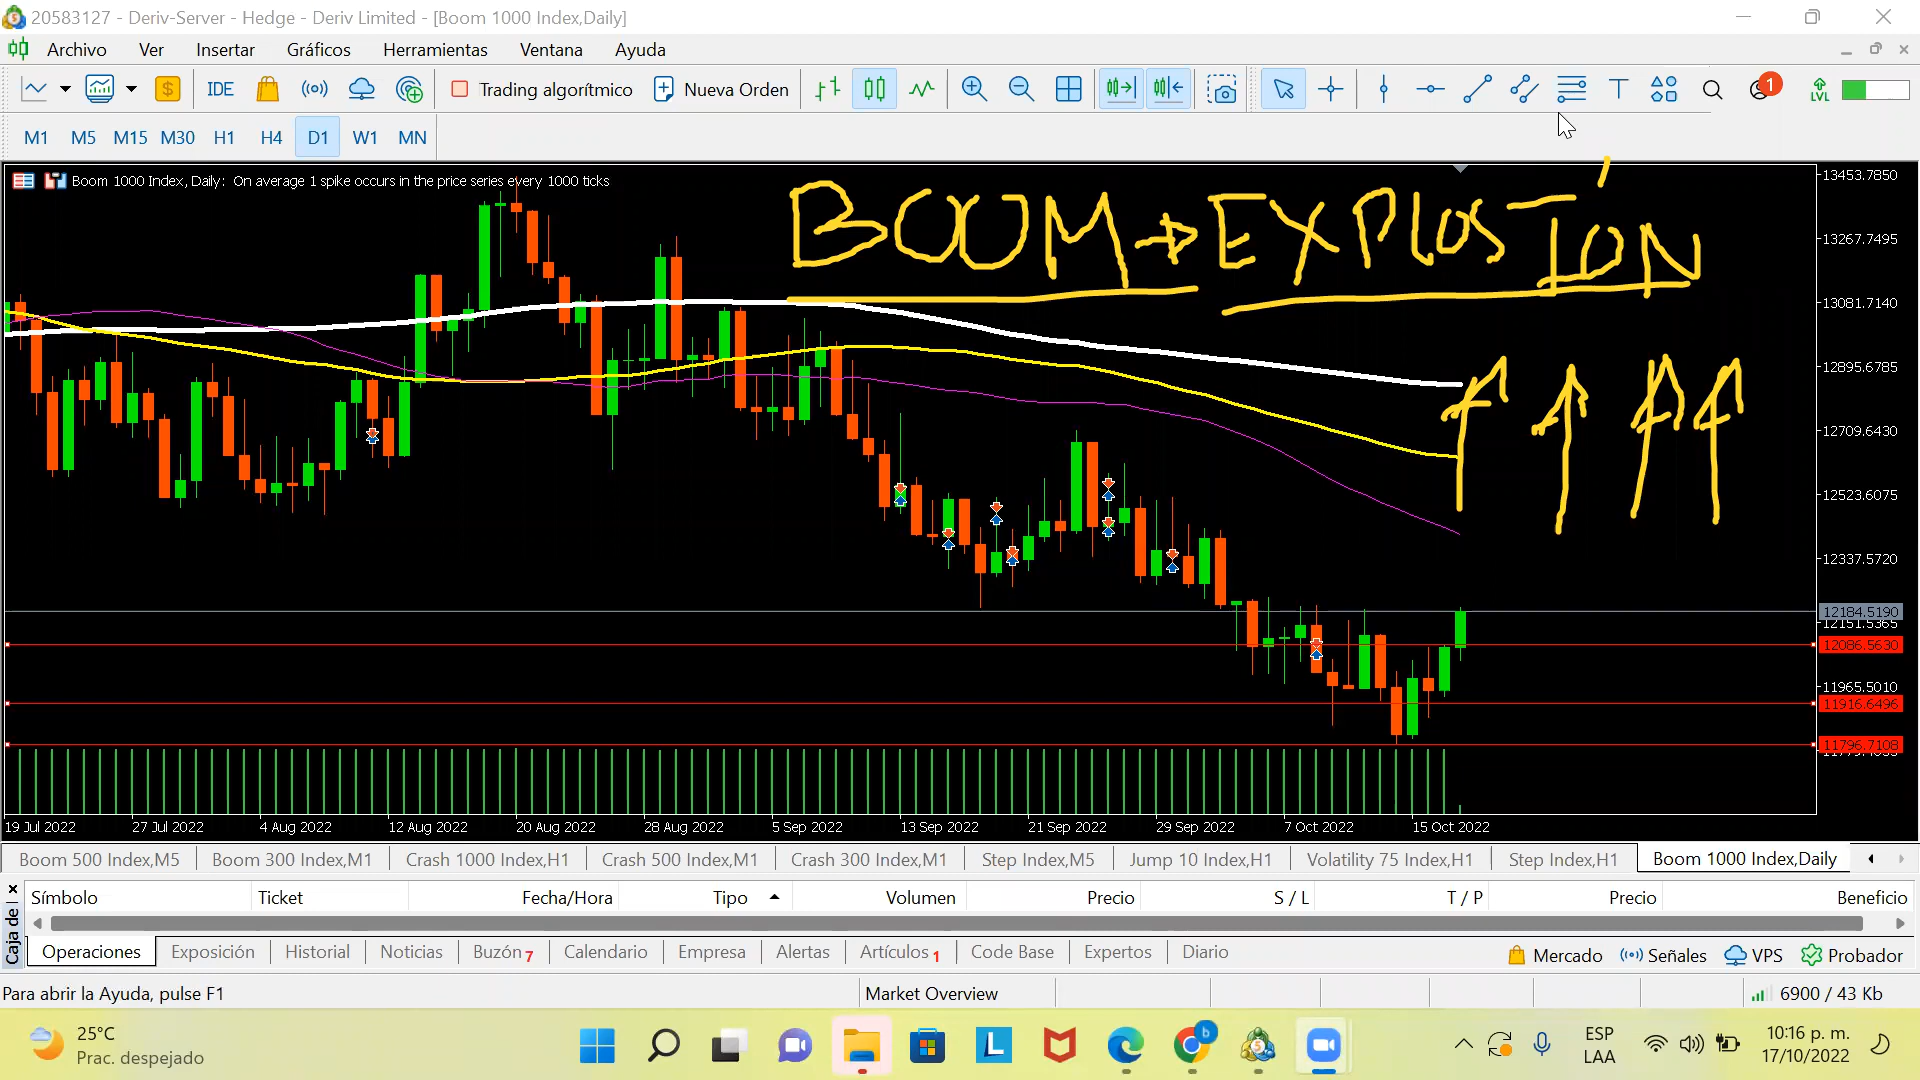 20583127 - Deriv-Server - Hedge - Deriv Limited - [Boom 1000 Index,Daily]
Archivo Ver Insertar Gráficos Herramientas Ventana Ayuda
IDE Trading algorítmico Nueva Orden 1 LVL
M1 M5 M15 M30 H1 H4 D1 W1 MN
Boom 1000 Index, Daily: On average 1 spike occurs in the price series every 1000 ticks
BOOM → EXPLOSIÓN
13453.7850
13267.7495
13081.7140
12895.6785
12709.6430
12523.6075
12337.5720
12184.5190
12151.5365
12086.5630
11965.5010
11916.6496
11796.7108
19 Jul 2022 27 Jul 2022 4 Aug 2022 12 Aug 2022 20 Aug 2022 28 Aug 2022 5 Sep 2022 13 Sep 2022 21 Sep 2022 29 Sep 2022 7 Oct 2022 15 Oct 2022
Boom 500 Index,M5 Boom 300 Index,M1 Crash 1000 Index,H1 Crash 500 Index,M1 Crash 300 Index,M1 Step Index,M5 Jump 10 Index,H1 Volatility 75 Index,H1 Step Index,H1 Boom 1000 Index,Daily
Símbolo Ticket Fecha/Hora Tipo Volumen Precio S / L T / P Precio Beneficio
Caja de
Operaciones Exposición Historial Noticias Buzón 7 Calendario Empresa Alertas Artículos 1 Code Base Expertos Diario Mercado Señales VPS Probador
Para abrir la Ayuda, pulse F1 Market Overview 6900 / 43 Kb
25°C
Prac. despejado
ESP
LAA
10:16 p. m.
17/10/2022